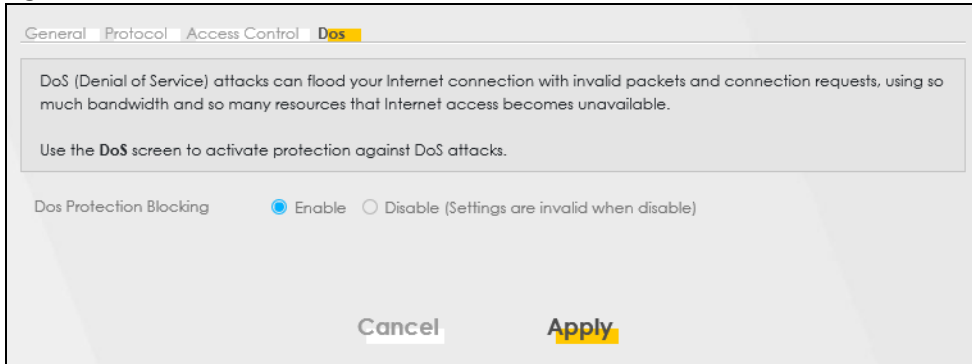 General Protocol Access Control Dos
DoS (Denial of Service) attacks can flood your Internet connection with invalid packets and connection requests, using so
much bandwidth and so many resources that Internet access becomes unavailable.
Use the DoS screen to activate protection against DoS attacks.
Dos Protection Blocking Enable Disable (Settings are invalid when disable)
Cancel Apply